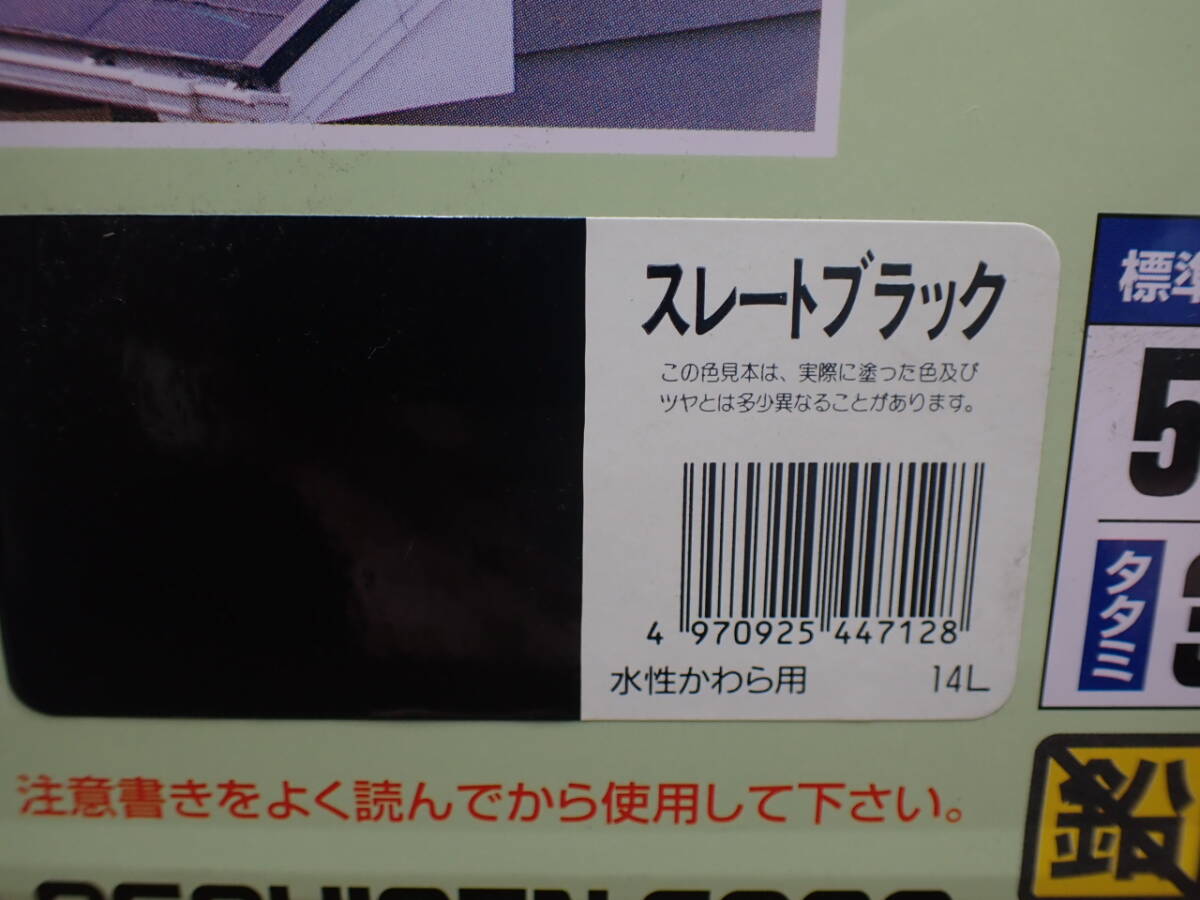 スレートブラック
この色見本は、実際に塗った色及び
ツヤとは多少異なることがあります。
4 970925 447128
水性かわら用 14L
標準
5
タタミ
3
注意書きをよく読んでから使用して下さい。
鉛